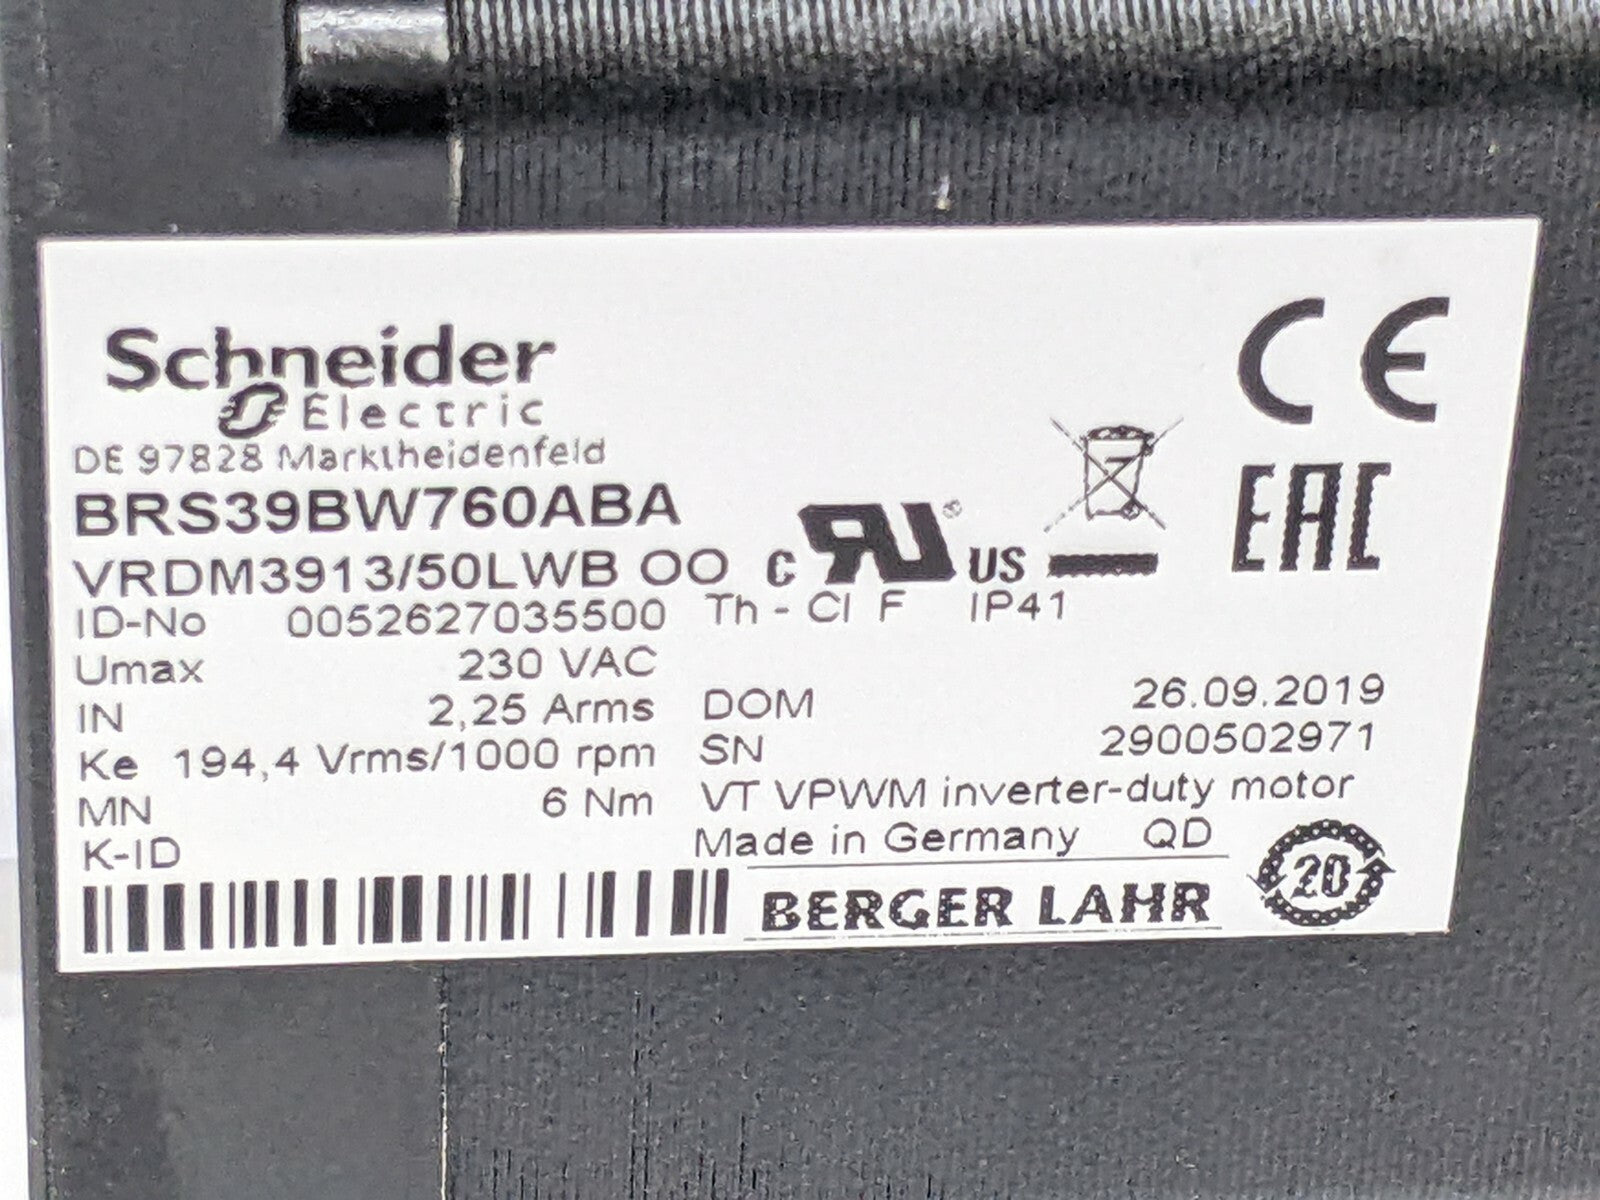 Schneider
Electric
DE 97828 Marktheidenfeld
BRS39BW760ABA
VRDM3913/50LWB OO
c RU® US
CE
EAC
ID-No 0052627035500 Th - Cl F IP41
Umax 230 VAC
IN 2,25 Arms DOM 26.09.2019
Ke 194,4 Vrms/1000 rpm SN 2900502971
MN 6 Nm VT VPWM inverter-duty motor
K-ID Made in Germany QD
BERGER LAHR
20